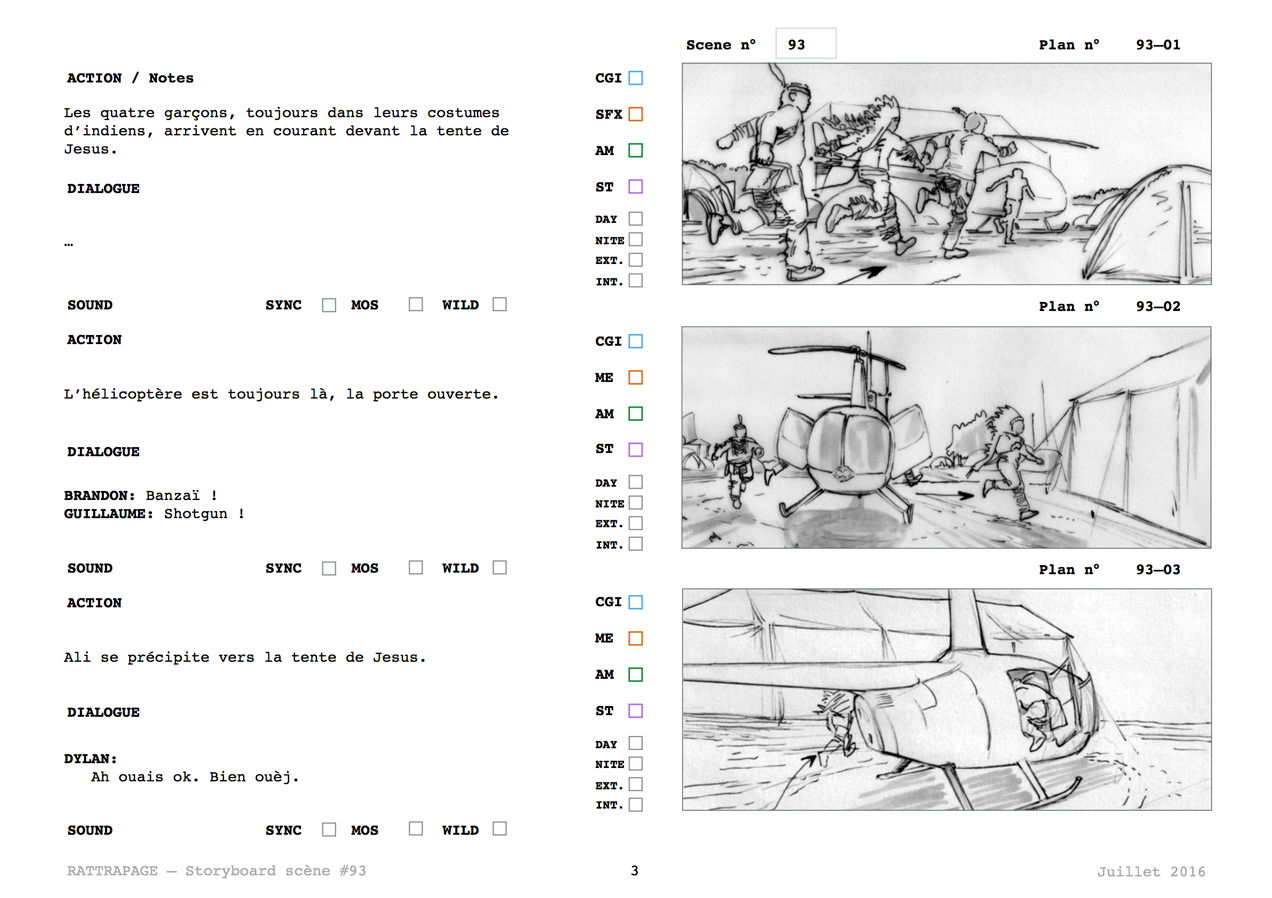 Scene n° 93 Plan n° 93—01
ACTION / Notes
Les quatre garçons, toujours dans leurs costumes
d’indiens, arrivent en courant devant la tente de
Jesus.
DIALOGUE
…
CGI
SFX
AM
ST
DAY
NITE
EXT.
INT.
SOUND SYNC MOS WILD
Plan n° 93—02
ACTION
L’hélicoptère est toujours là, la porte ouverte.
DIALOGUE
BRANDON: Banzaï !
GUILLAUME: Shotgun !
CGI
ME
AM
ST
DAY
NITE
EXT.
INT.
SOUND SYNC MOS WILD
Plan n° 93—03
ACTION
Ali se précipite vers la tente de Jesus.
DIALOGUE
DYLAN:
Ah ouais ok. Bien ouèj.
CGI
ME
AM
ST
DAY
NITE
EXT.
INT.
SOUND SYNC MOS WILD
RATTRAPAGE — Storyboard scène #93 3 Juillet 2016